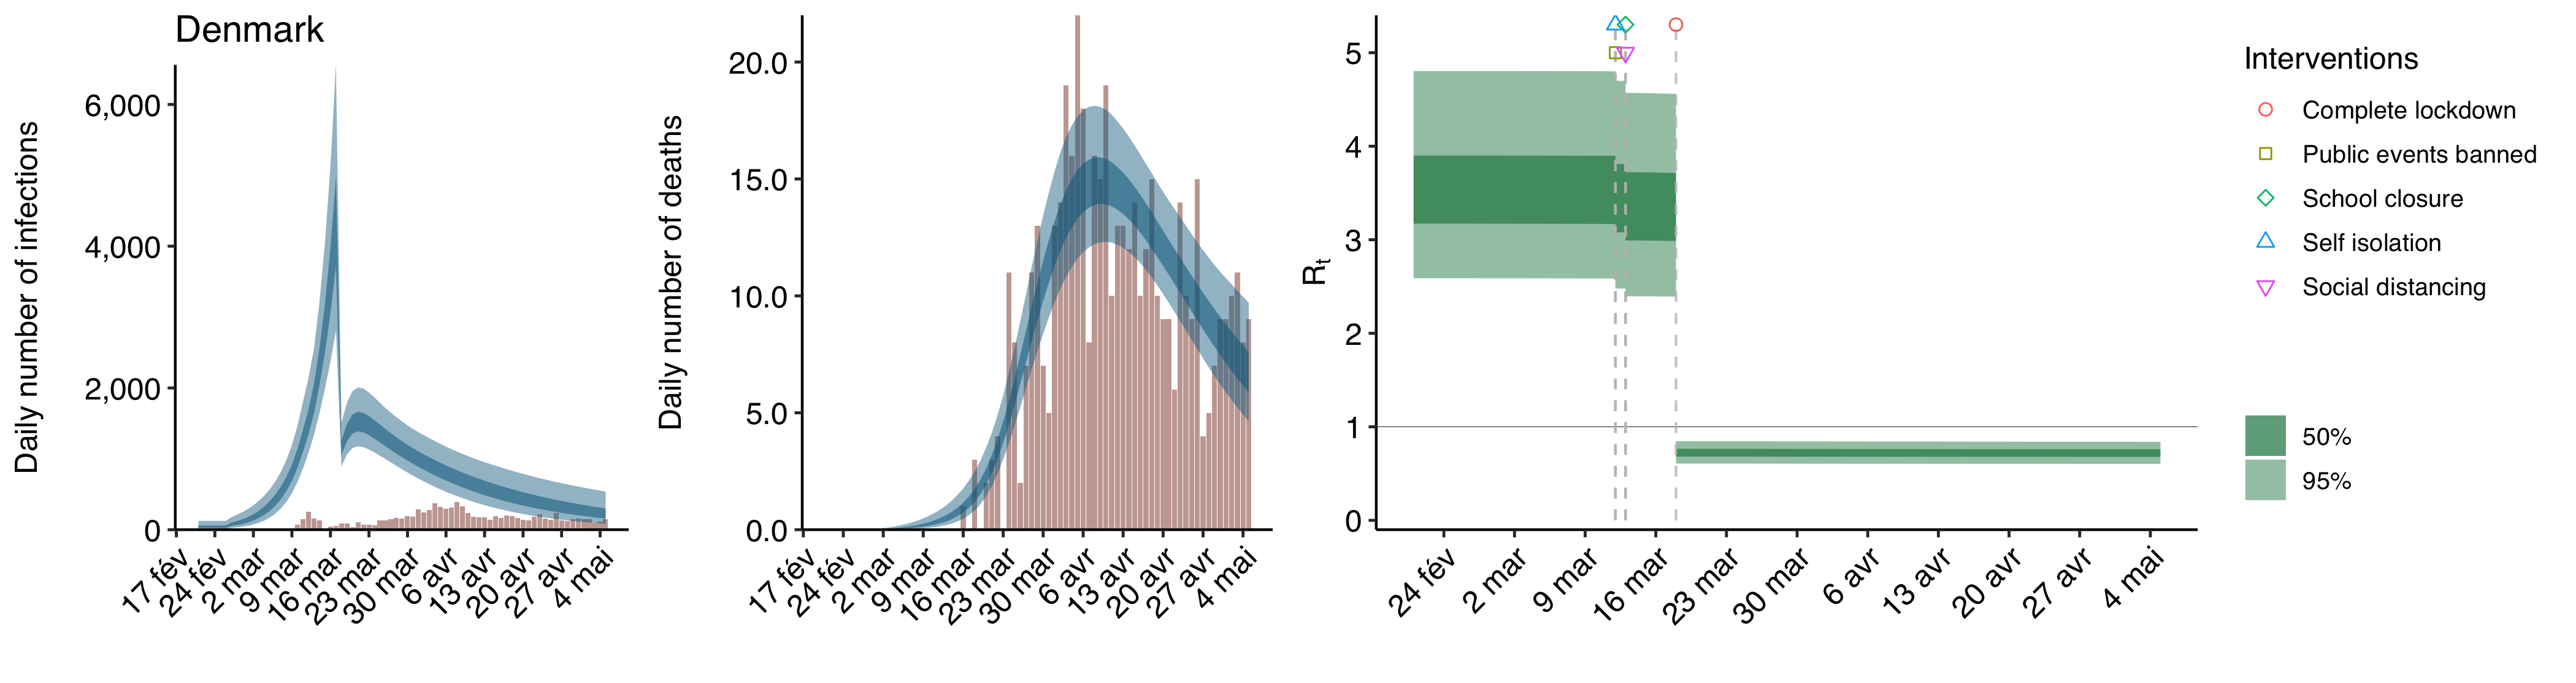 Denmark
Daily number of infections
6,000
4,000
2,000
0
17 fév
24 fév
2 mar
9 mar
16 mar
23 mar
30 mar
6 avr
13 avr
20 avr
27 avr
4 mai
Daily number of deaths
20.0
15.0
10.0
5.0
0.0
17 fév
24 fév
2 mar
9 mar
16 mar
23 mar
30 mar
6 avr
13 avr
20 avr
27 avr
4 mai
Rt
5
4
3
2
1
0
24 fév
2 mar
9 mar
16 mar
23 mar
30 mar
6 avr
13 avr
20 avr
27 avr
4 mai
Interventions
Complete lockdown
Public events banned
School closure
Self isolation
Social distancing
50%
95%